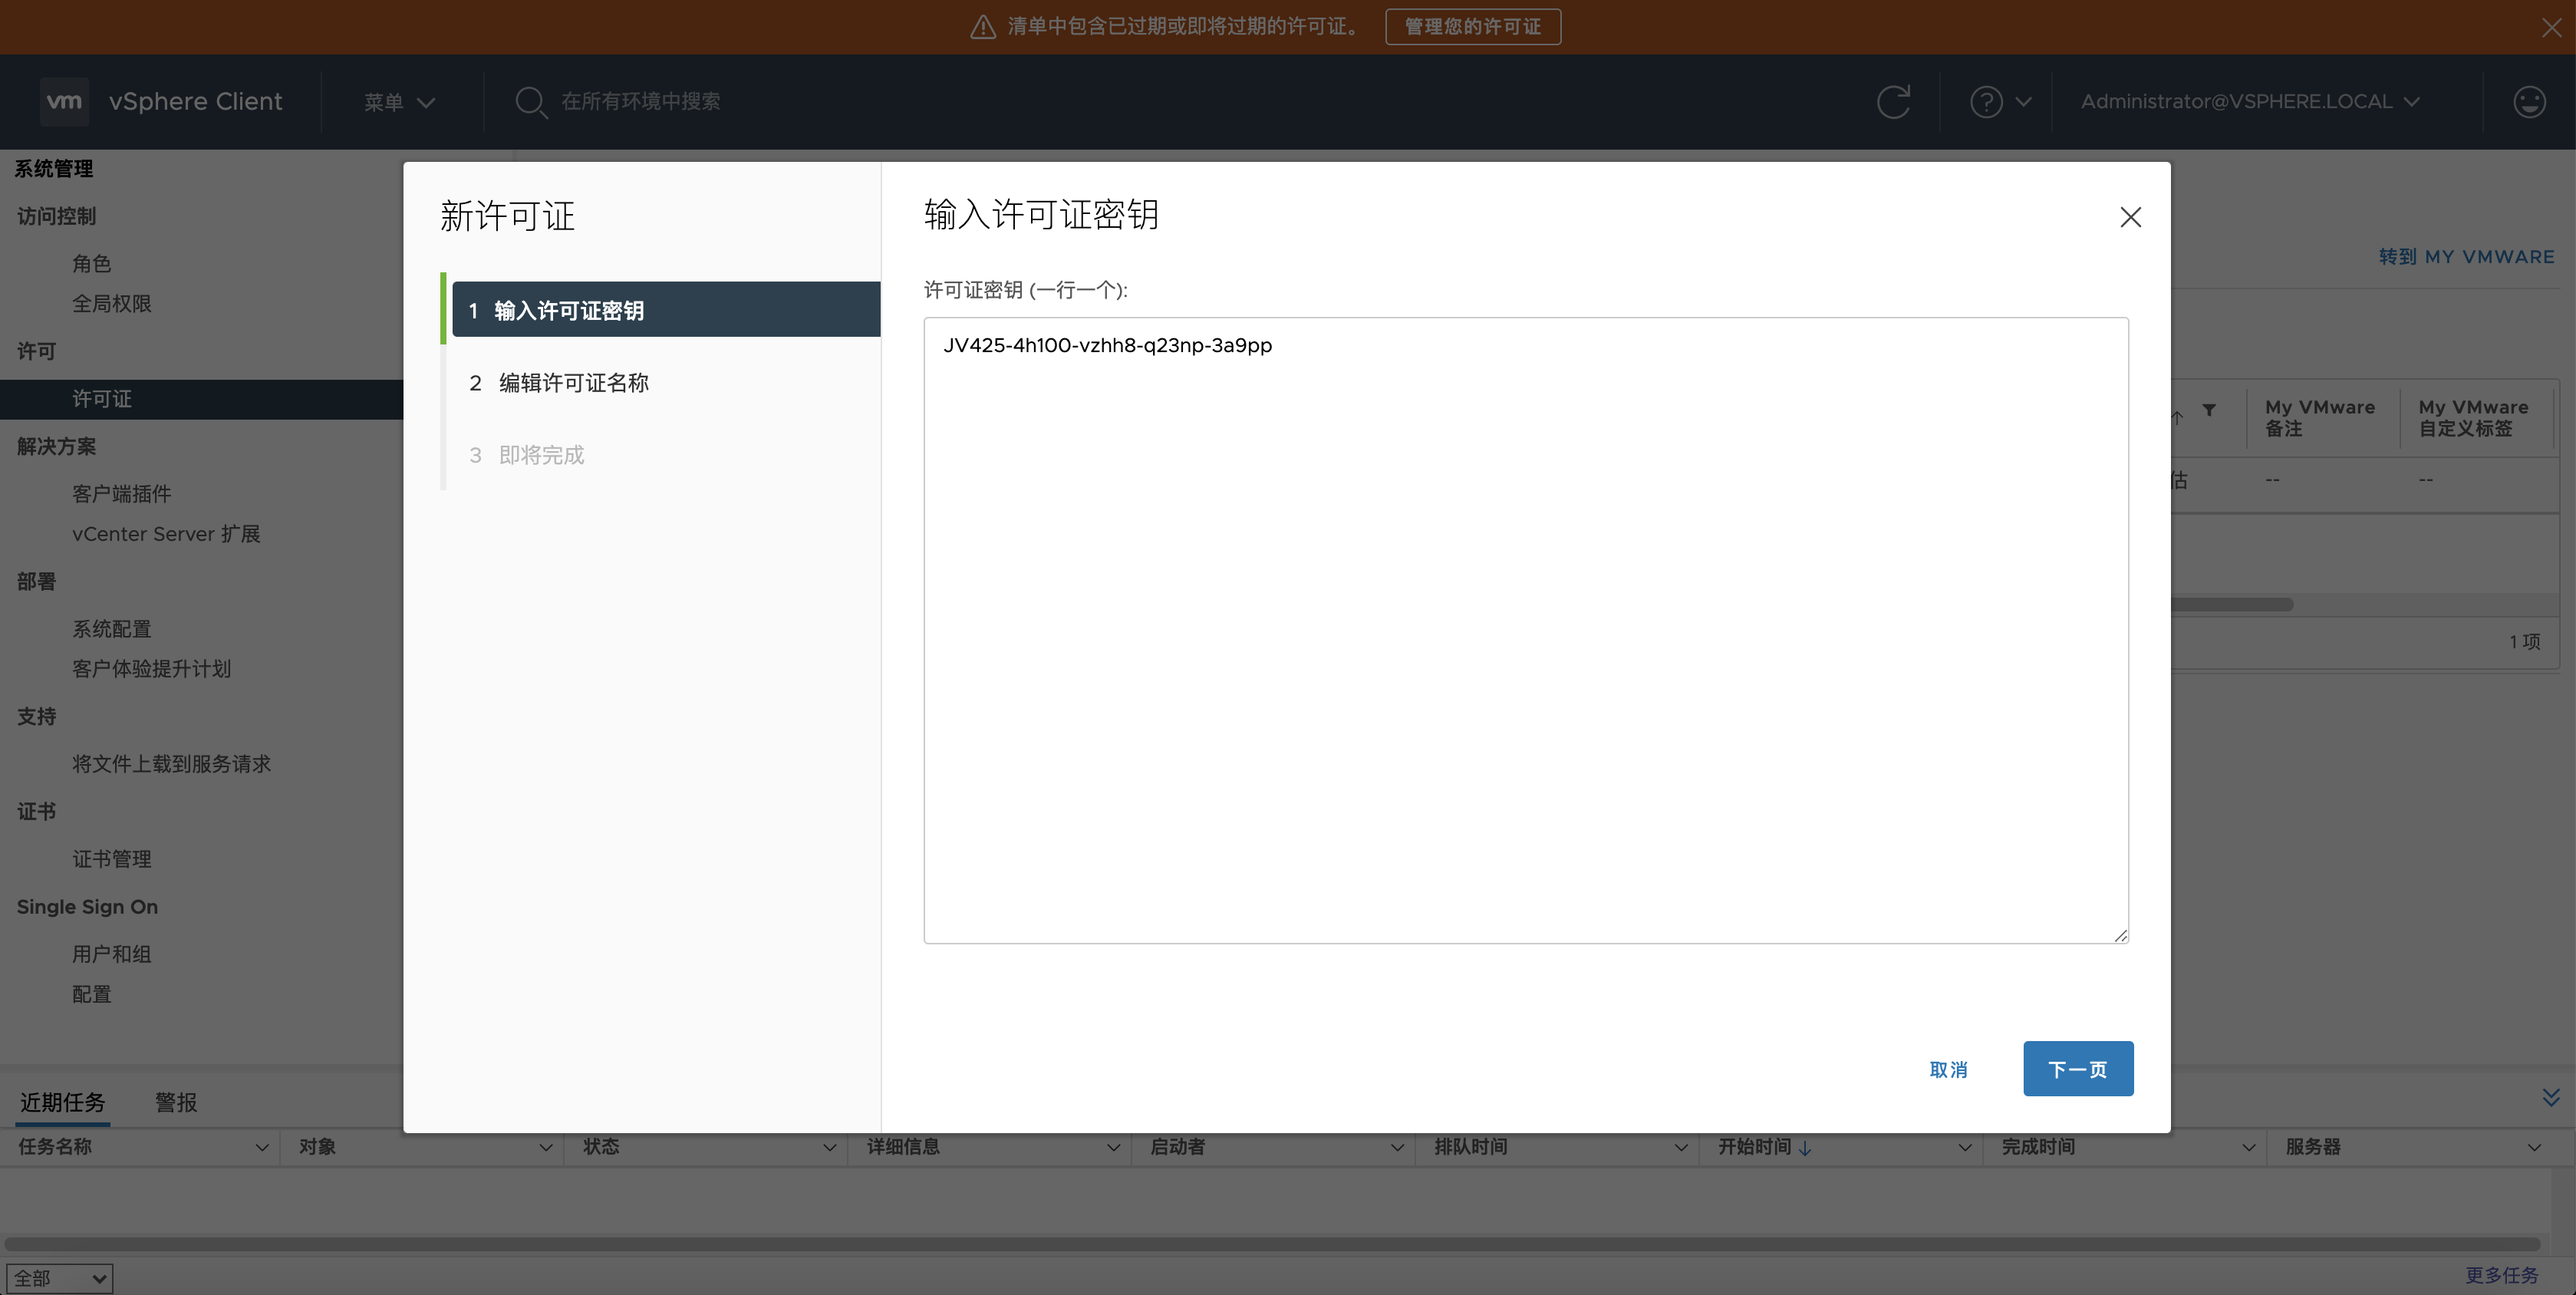 清单中包含已过期或即将过期的许可证。 管理您的许可证
vm vSphere Client 菜单 在所有环境中搜索 Administrator@VSPHERE.LOCAL
系统管理
访问控制
角色
全局权限
许可
许可证
解决方案
客户端插件
vCenter Server 扩展
部署
系统配置
客户体验提升计划
支持
将文件上载到服务请求
证书
证书管理
Single Sign On
用户和组
配置
新许可证
1 输入许可证密钥
2 编辑许可证名称
3 即将完成
输入许可证密钥
许可证密钥 (一行一个):
JV425-4h100-vzhh8-q23np-3a9pp
取消 下一页
转到 MY VMWARE
My VMware 备注
My VMware 自定义标签
估 -- --
1 项
近期任务 警报
任务名称 对象 状态 详细信息 启动者 排队时间 开始时间 完成时间 服务器
全部 更多任务